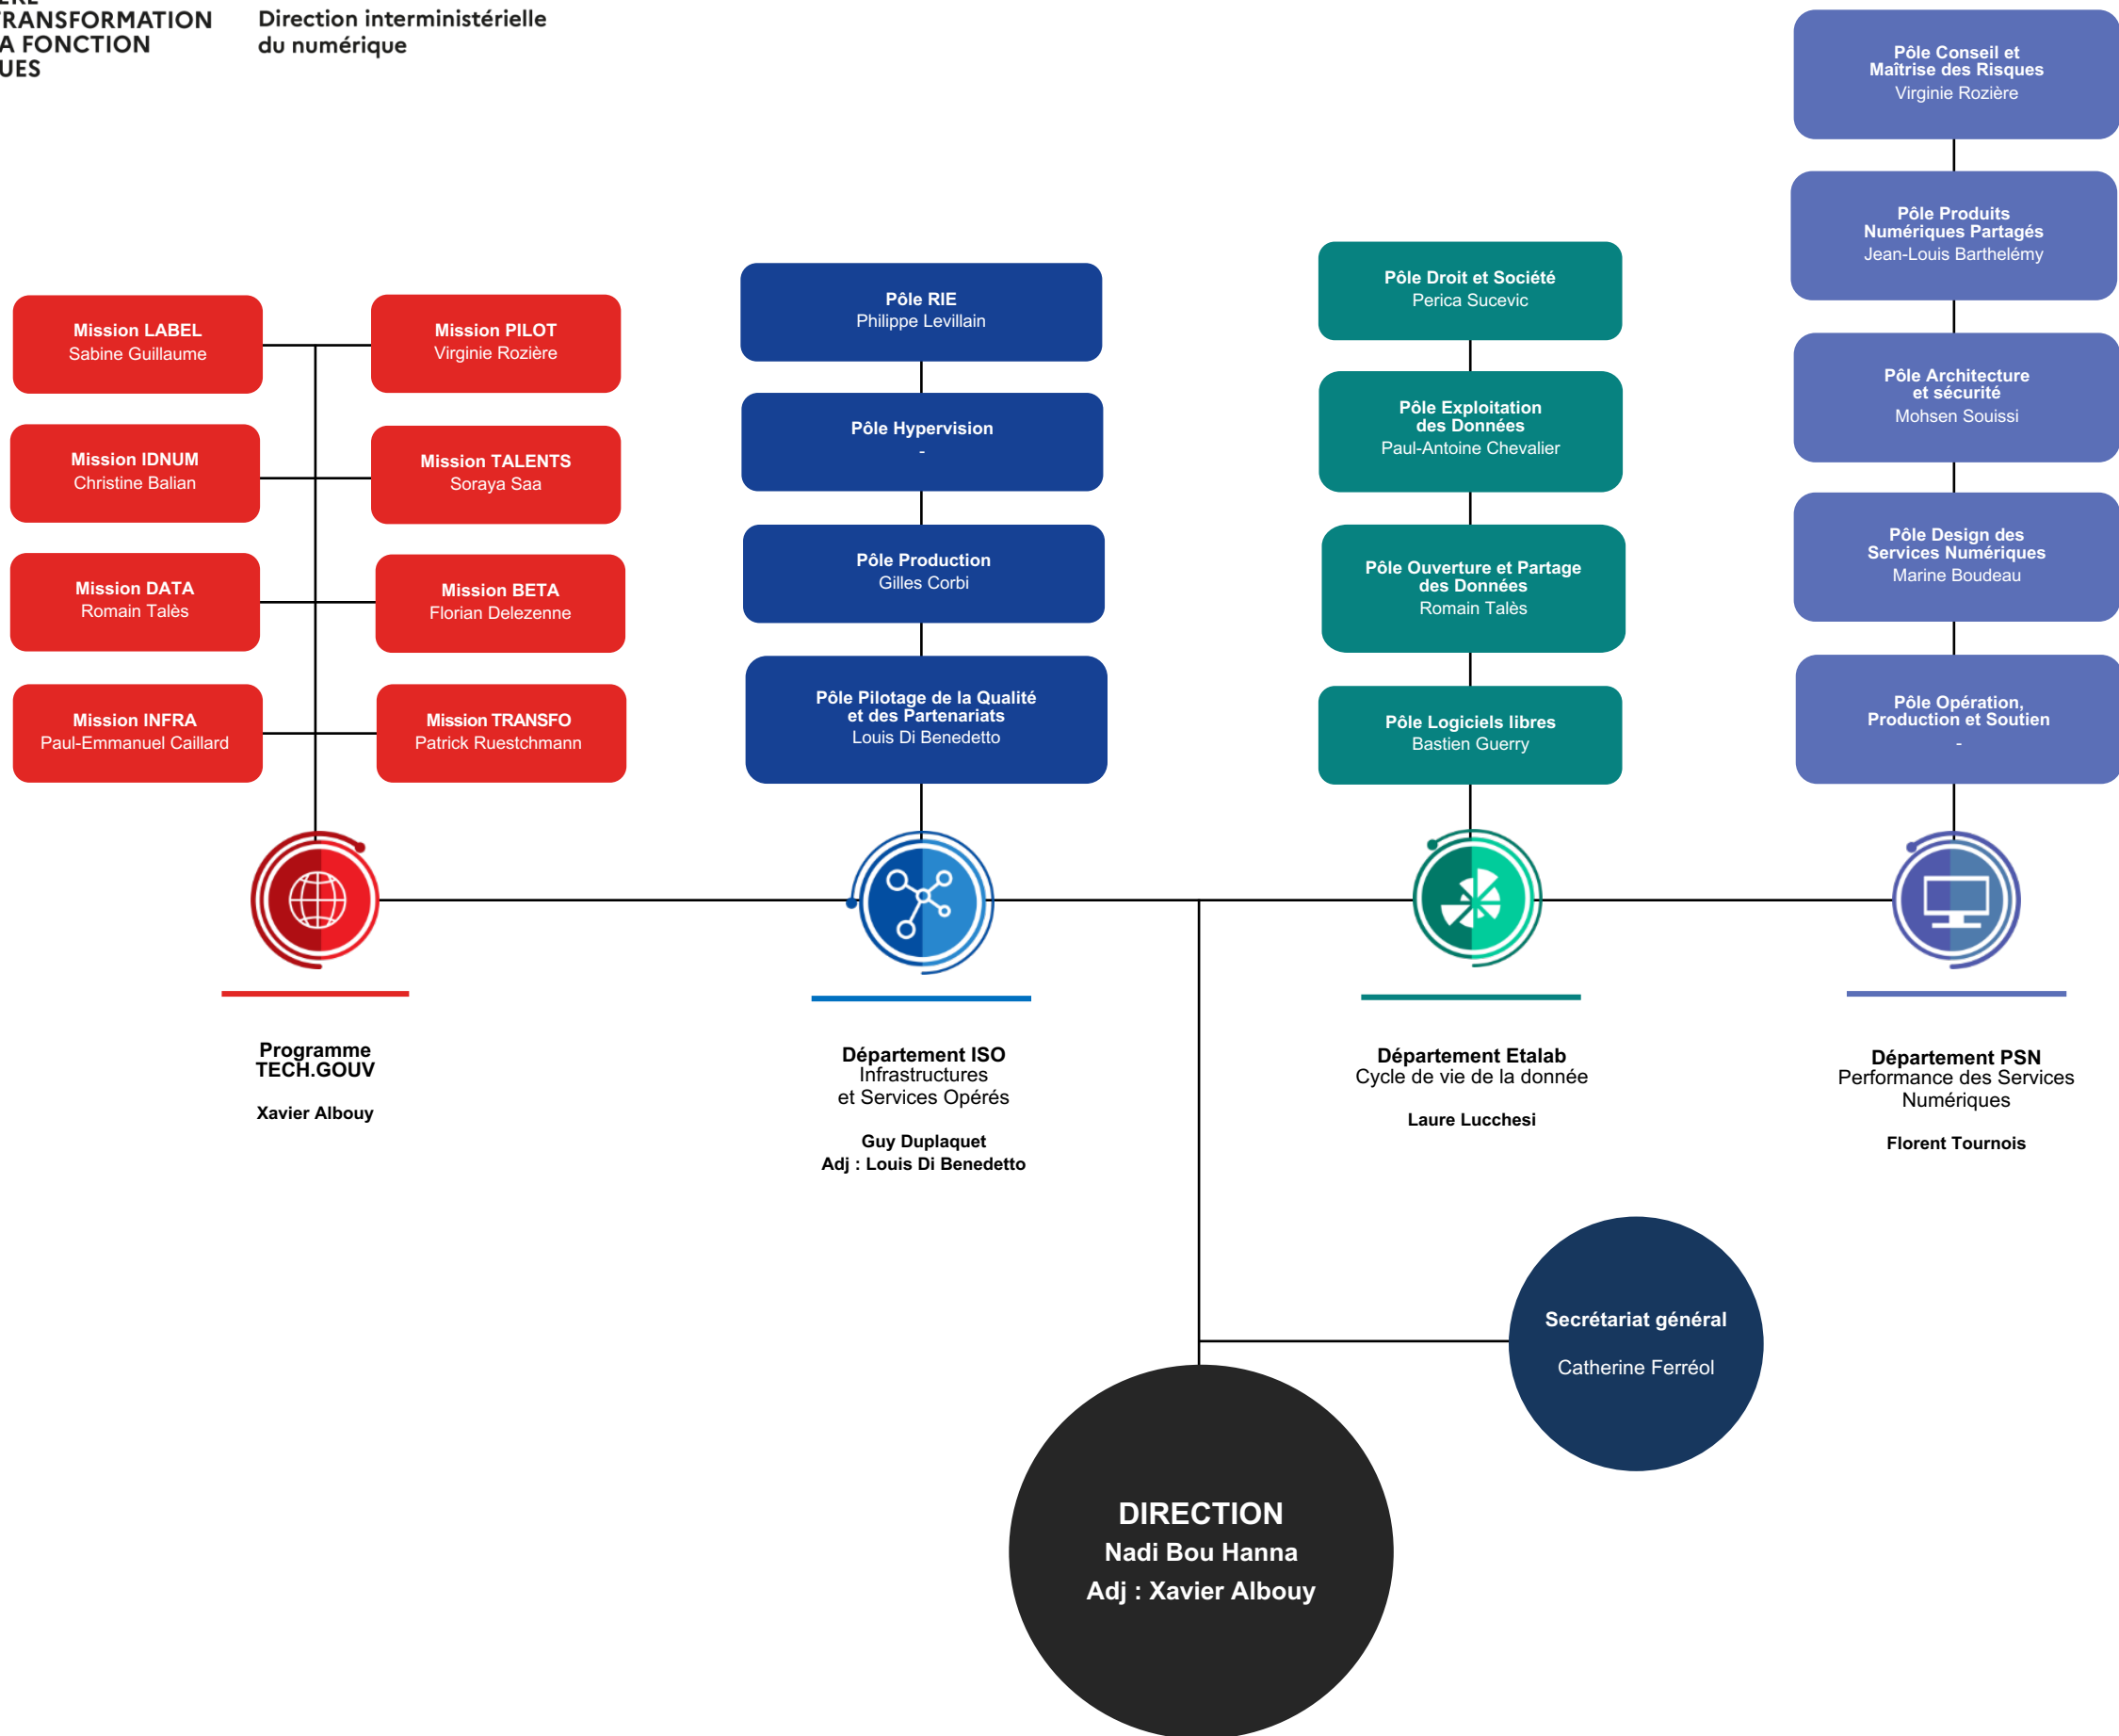 TRANSFORMATION
FONCTION
Direction interministérielle
du numérique
Pôle Conseil et
Maîtrise des Risques
Virginie Rozière
Pôle Produits
Numériques Partagés
Jean-Louis Barthelémy
Pôle Architecture
et sécurité
Mohsen Souissi
Pôle Design des
Services Numériques
Marine Boudeau
Pôle Opération,
Production et Soutien
-
Mission LABEL
Sabine Guillaume
Mission PILOT
Virginie Rozière
Mission IDNUM
Christine Balian
Mission TALENTS
Soraya Saa
Mission DATA
Romain Talès
Mission BETA
Florian Delezenne
Mission INFRA
Paul-Emmanuel Caillard
Mission TRANSFO
Patrick Ruestchmann
Pôle RIE
Philippe Levillain
Pôle Hypervision
-
Pôle Production
Gilles Corbi
Pôle Pilotage de la Qualité
et des Partenariats
Louis Di Benedetto
Pôle Droit et Société
Perica Sucevic
Pôle Exploitation
des Données
Paul-Antoine Chevalier
Pôle Ouverture et Partage
des Données
Romain Talès
Pôle Logiciels libres
Bastien Guerry
Programme
TECH.GOUV
Xavier Albouy
Département ISO
Infrastructures
et Services Opérés
Guy Duplaquet
Adj : Louis Di Benedetto
Département Etalab
Cycle de vie de la donnée
Laure Lucchesi
Département PSN
Performance des Services
Numériques
Florent Tournois
Secrétariat général
Catherine Ferréol
DIRECTION
Nadi Bou Hanna
Adj : Xavier Albouy